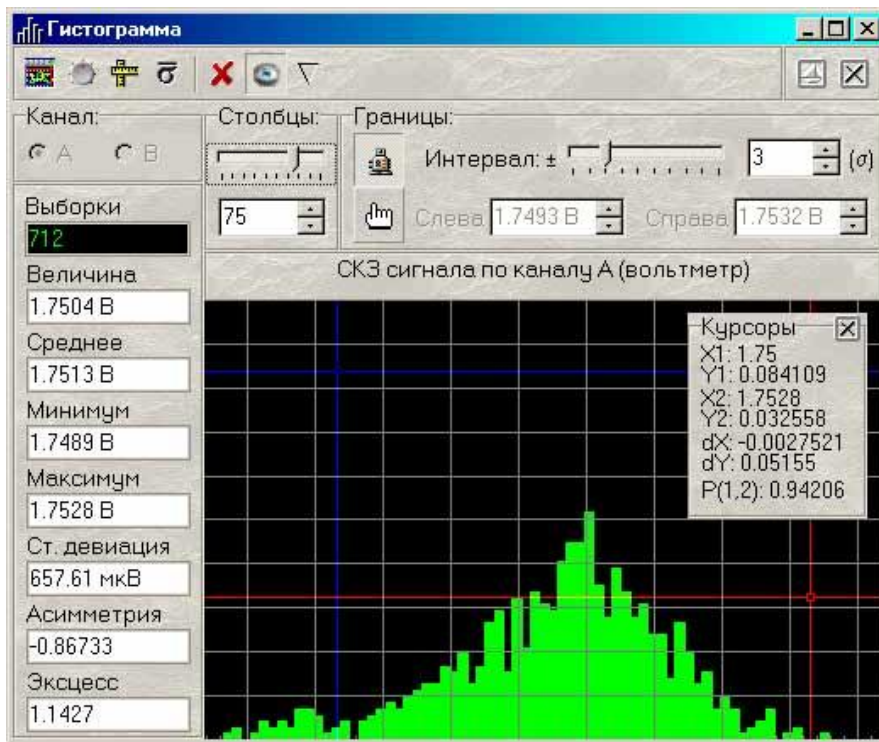 Гистограмма
σ
Канал:
A B
Столбцы:
75
Границы:
Интервал: ± 3 (σ)
Слева 1.7493 В Справа 1.7532 В
Выборки
712
Величина
1.7504 В
Среднее
1.7513 В
Минимум
1.7489 В
Максимум
1.7528 В
Ст. девиация
657.61 мкВ
Асимметрия
-0.86733
Эксцесс
1.1427
СКЗ сигнала по каналу А (вольтметр)
Курсоры
X1: 1.75
Y1: 0.084109
X2: 1.7528
Y2: 0.032558
dX: -0.0027521
dY: 0.05155
P(1,2): 0.94206